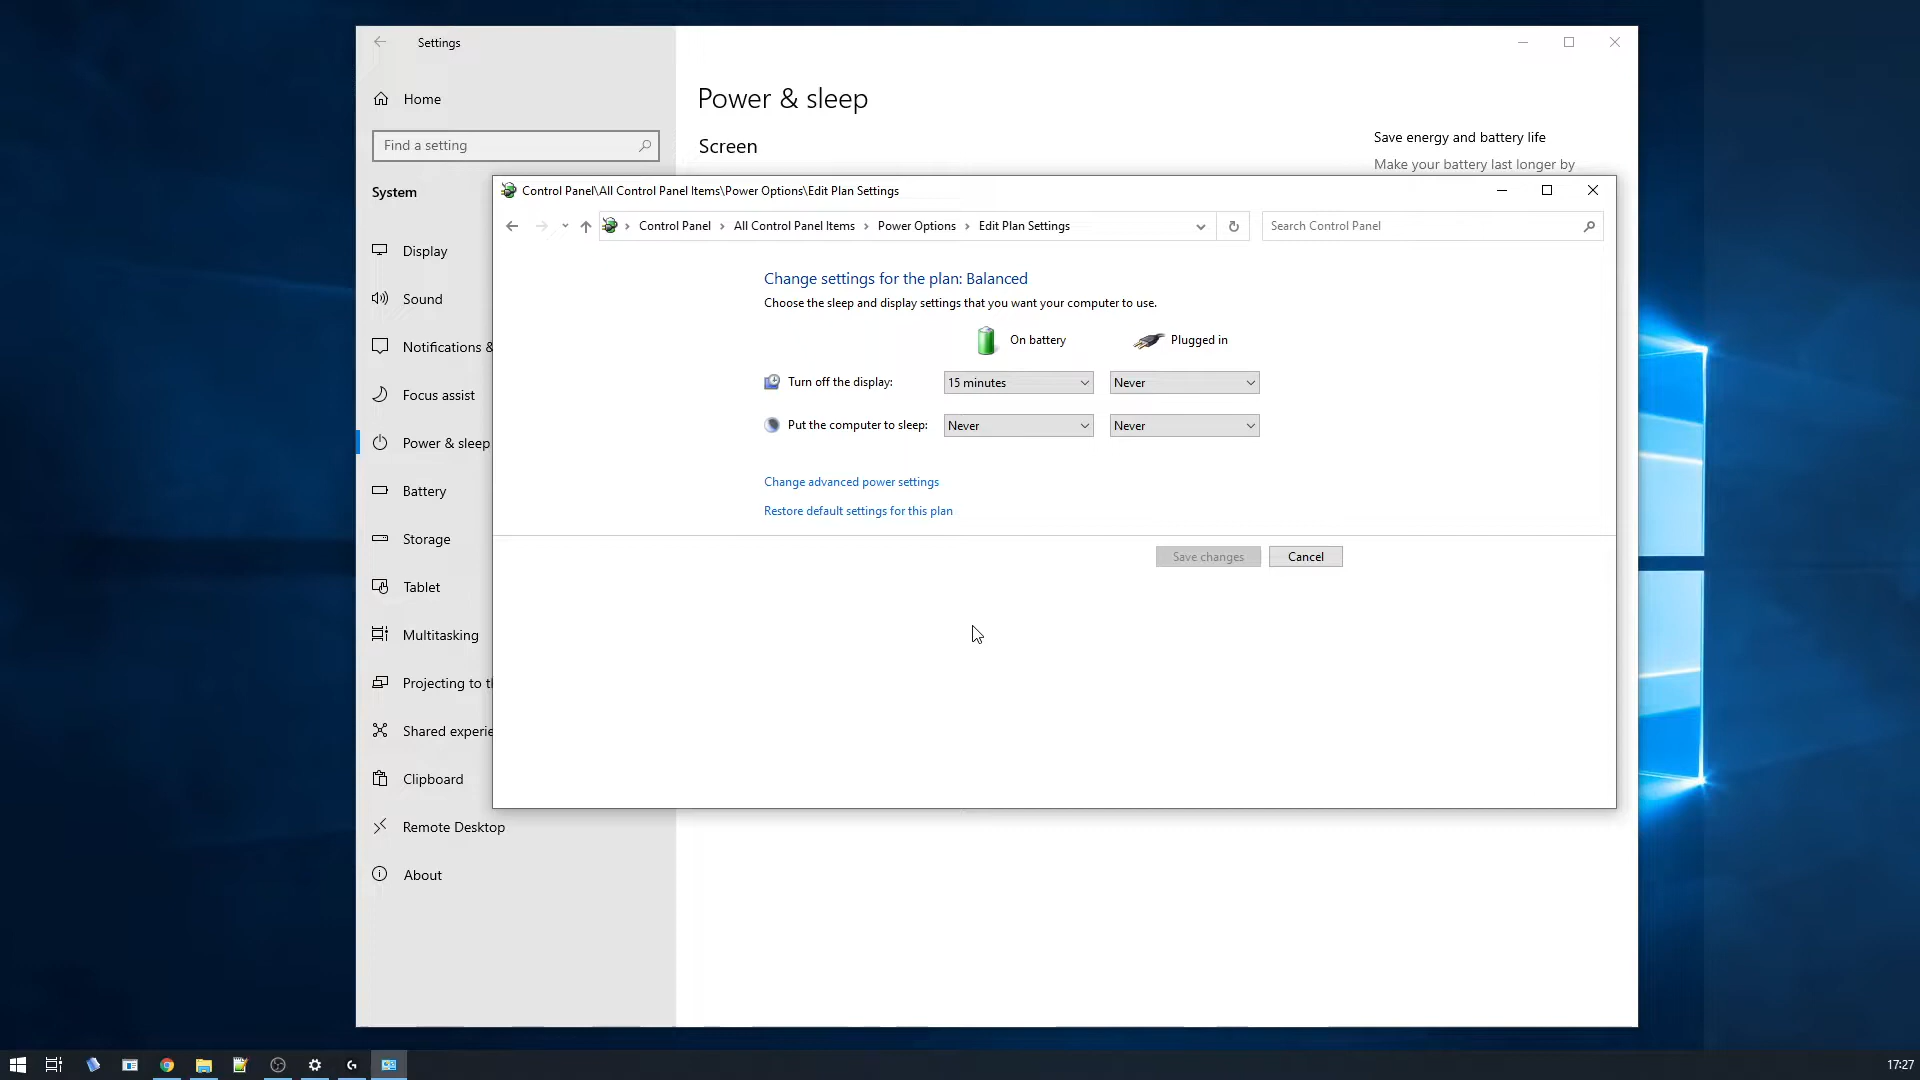 Settings
Home
Find a setting
System
Display
Sound
Notifications &
Focus assist
Power & sleep
Battery
Storage
Tablet
Multitasking
Projecting to th
Shared experie
Clipboard
Remote Desktop
About
Power & sleep
Screen
Save energy and battery life
Make your battery last longer by
Control Panel\All Control Panel Items\Power Options\Edit Plan Settings
Control Panel > All Control Panel Items > Power Options > Edit Plan Settings
Search Control Panel
Change settings for the plan: Balanced
Choose the sleep and display settings that you want your computer to use.
On battery Plugged in
Turn off the display: 15 minutes Never
Put the computer to sleep: Never Never
Change advanced power settings
Restore default settings for this plan
Save changes Cancel
17:27